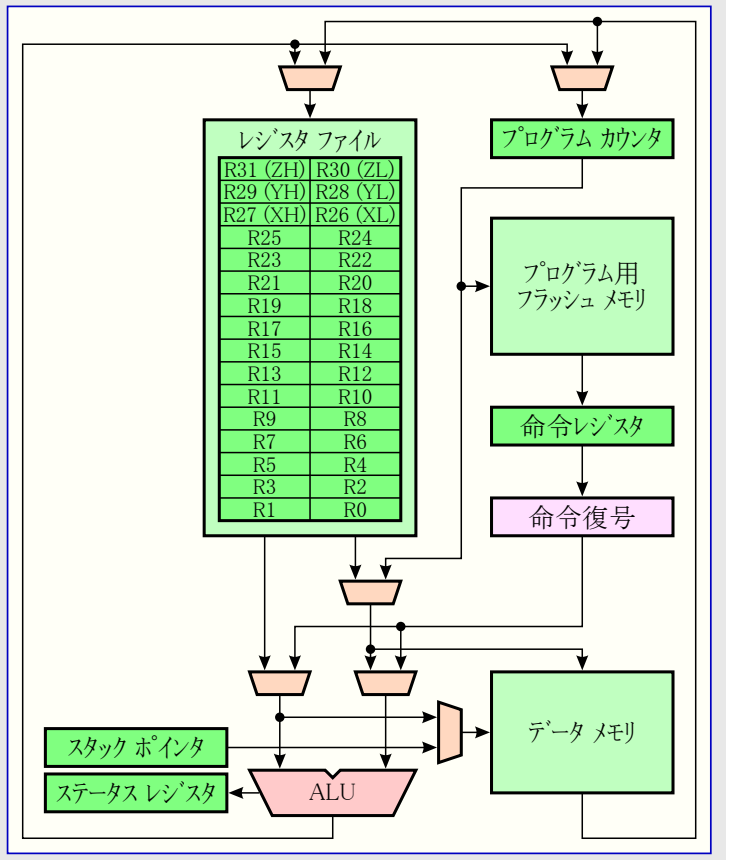 レジスタ ファイル
R31 (ZH) R30 (ZL)
R29 (YH) R28 (YL)
R27 (XH) R26 (XL)
R25 R24
R23 R22
R21 R20
R19 R18
R17 R16
R15 R14
R13 R12
R11 R10
R9 R8
R7 R6
R5 R4
R3 R2
R1 R0
プログラム カウンタ
プログラム用
フラッシュ メモリ
命令レジスタ
命令復号
スタック ポインタ
ステータス レジスタ
ALU
データ メモリ